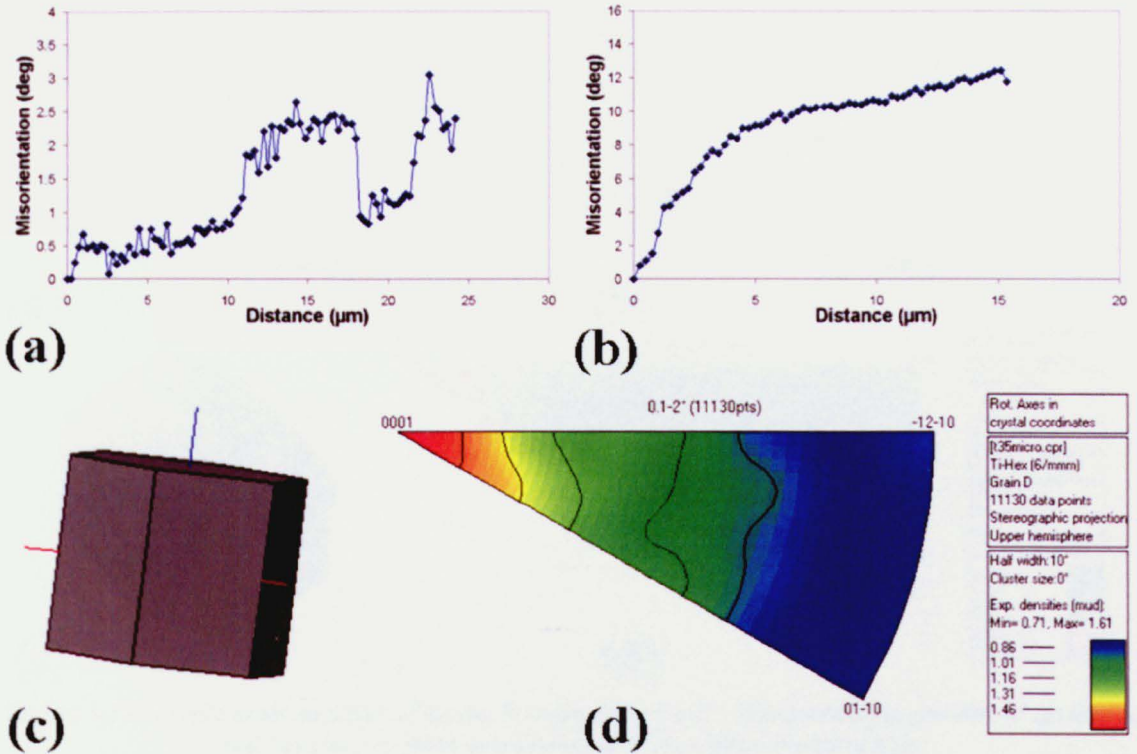 4
3.5
3
2.5
2
1.5
1
0.5
0
Misorientation (deg)
0 5 10 15 20 25 30
Distance (µm)
(a)
16
14
12
10
8
6
4
2
0
Misorientation (deg)
0 5 10 15 20
Distance (µm)
(b)
(c)
0.1-2° (11130pts)
0001
-12-10
01-10
(d)
Rot. Axes in
crystal coordinates
[t35micro.cpr]
Ti-Hex (6/mmm)
Grain D
11130 data points
Stereographic projection
Upper hemisphere
Half width:10°
Cluster size:0°
Exp. densities (mud):
Min= 0.71, Max= 1.61
0.86
1.01
1.16
1.31
1.46